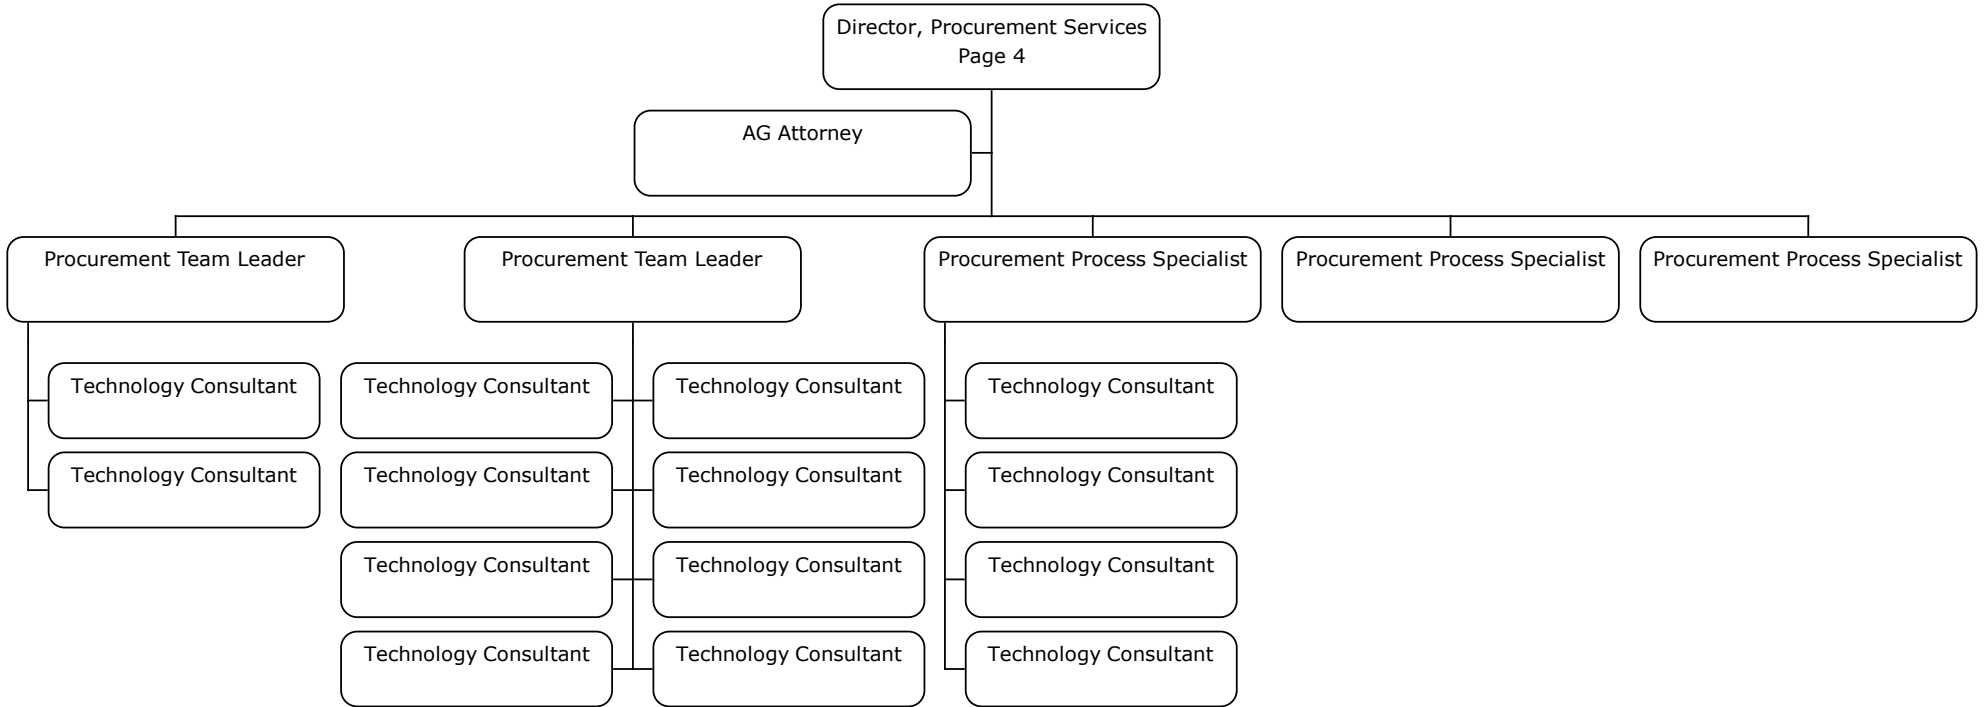 Director, Procurement Services
Page 4
AG Attorney
Procurement Team Leader
Procurement Team Leader
Procurement Process Specialist
Procurement Process Specialist
Procurement Process Specialist
Technology Consultant
Technology Consultant
Technology Consultant
Technology Consultant
Technology Consultant
Technology Consultant
Technology Consultant
Technology Consultant
Technology Consultant
Technology Consultant
Technology Consultant
Technology Consultant
Technology Consultant
Technology Consultant